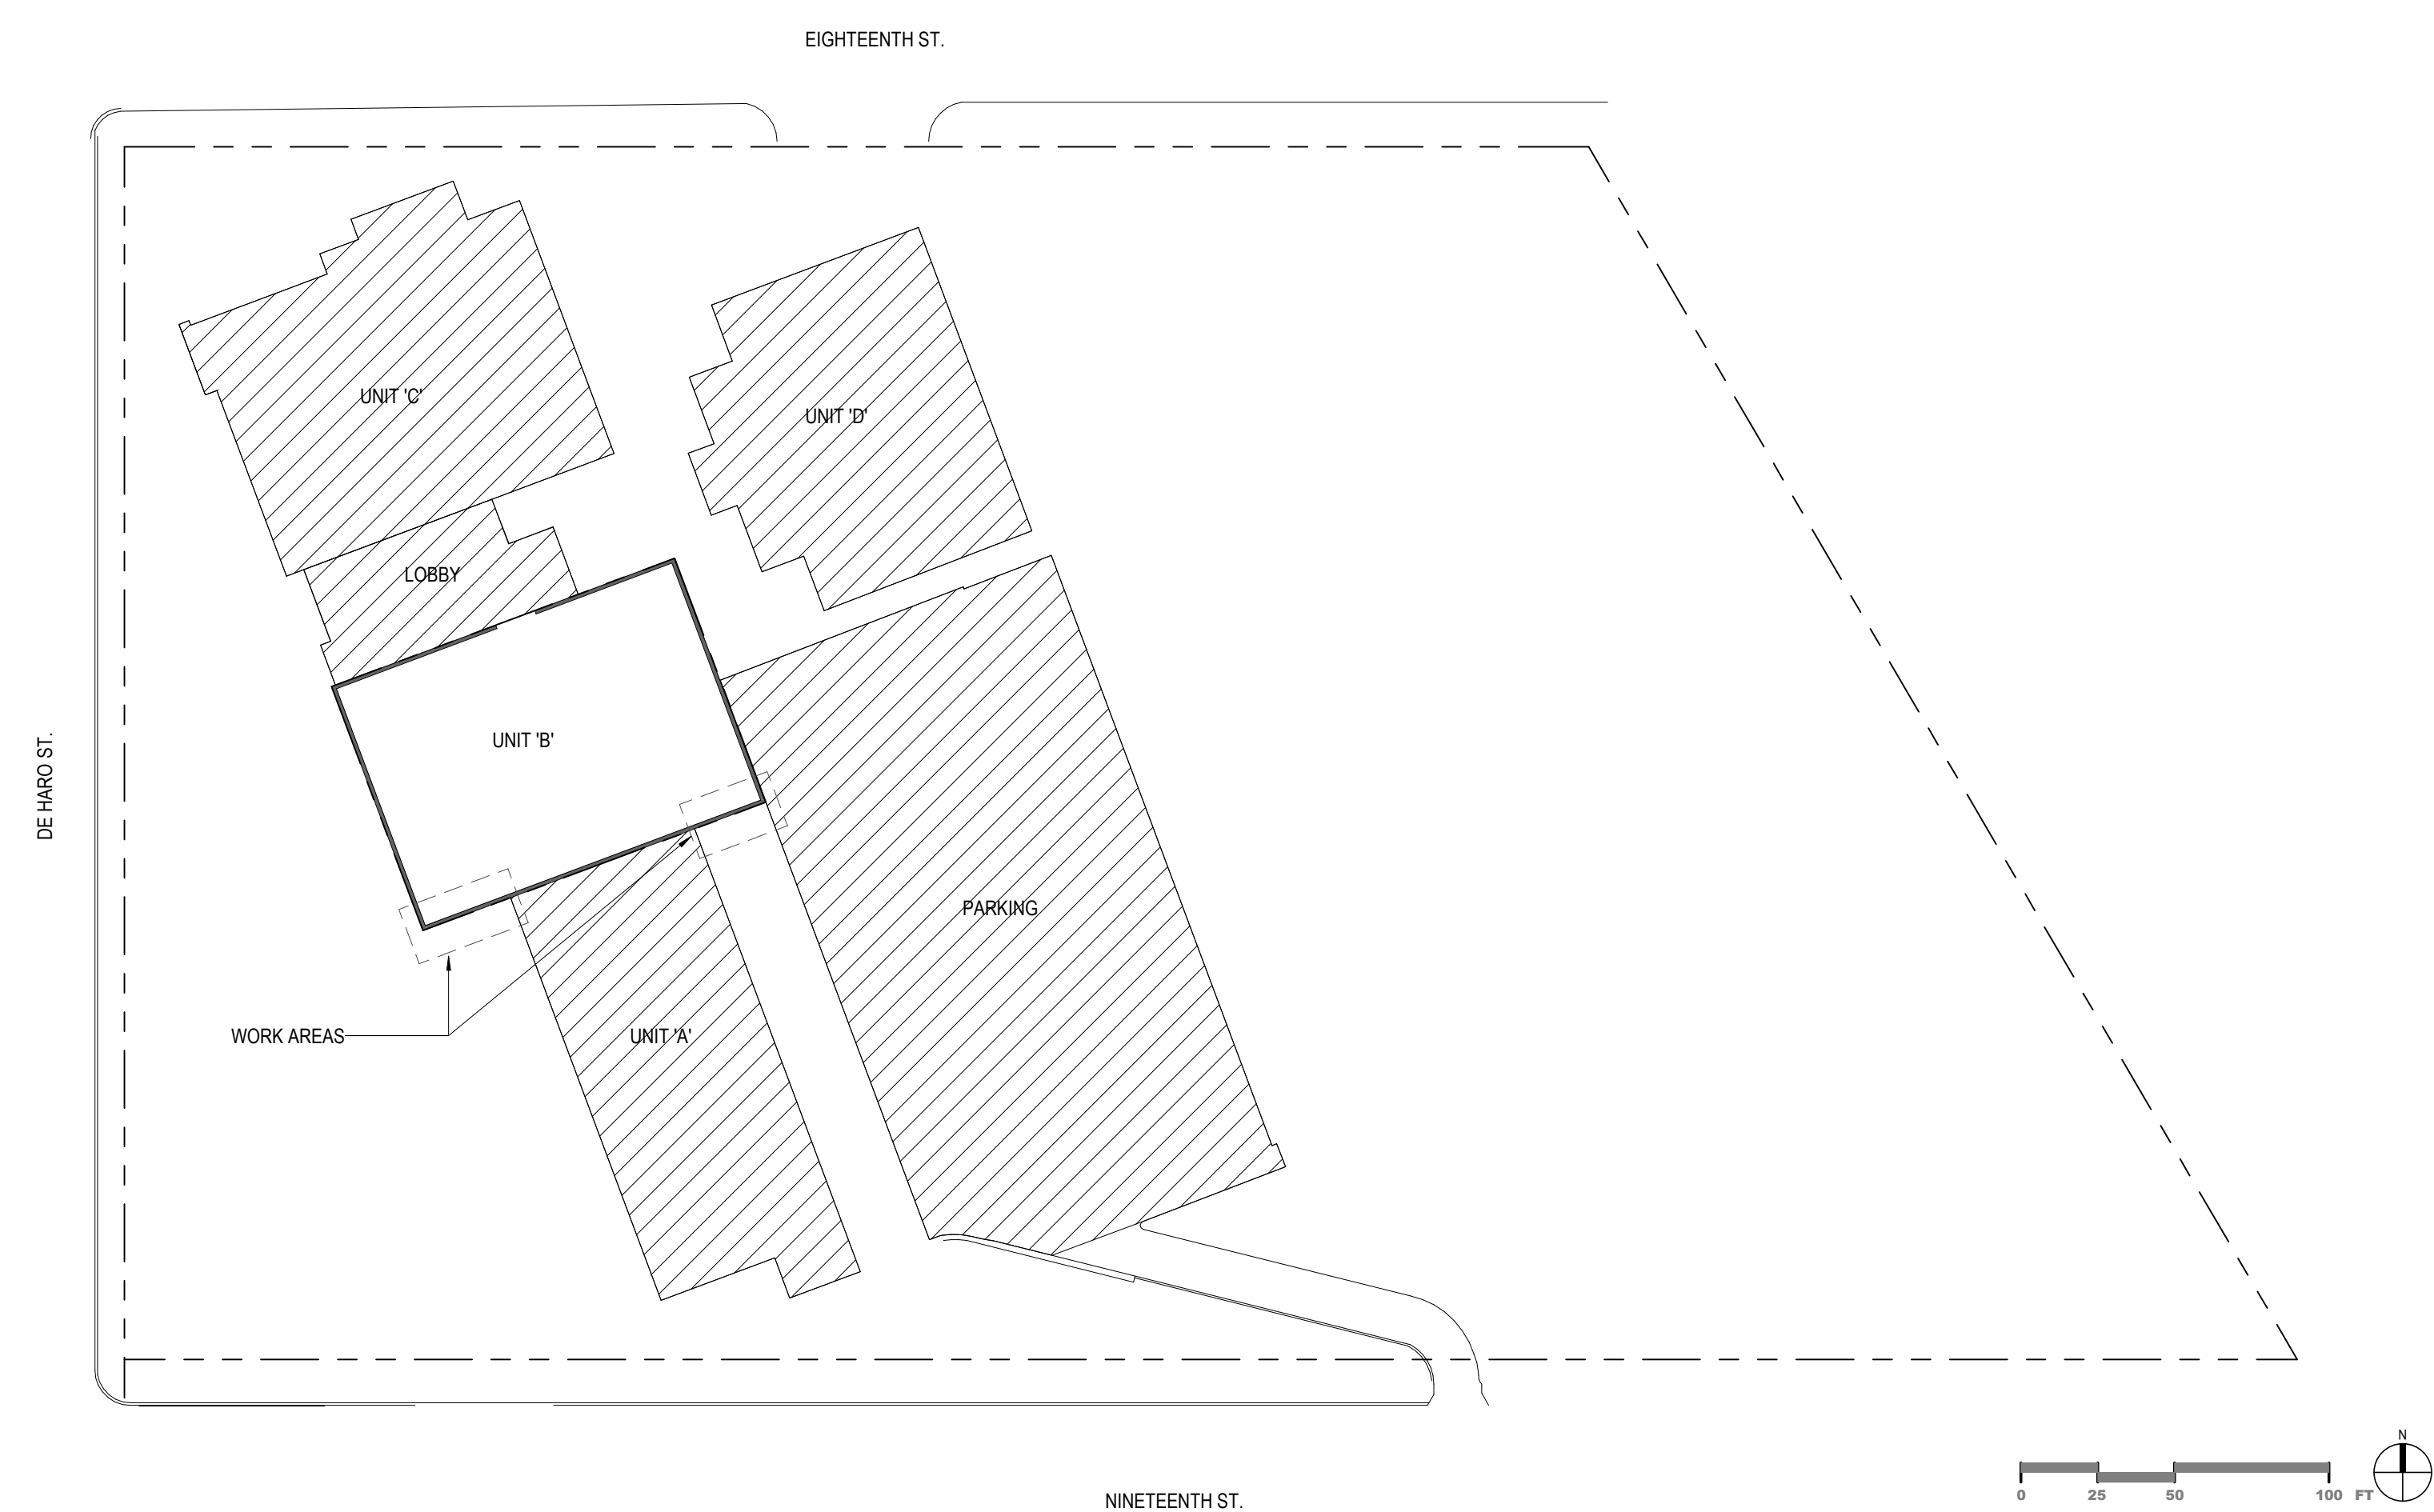 EIGHTEENTH ST.
UNIT 'C'
UNIT 'D'
LOBBY
UNIT 'B'
DE HARO ST.
PARKING
WORK AREAS
UNIT 'A'
N
0 25 50 100 FT
NINETEENTH ST.